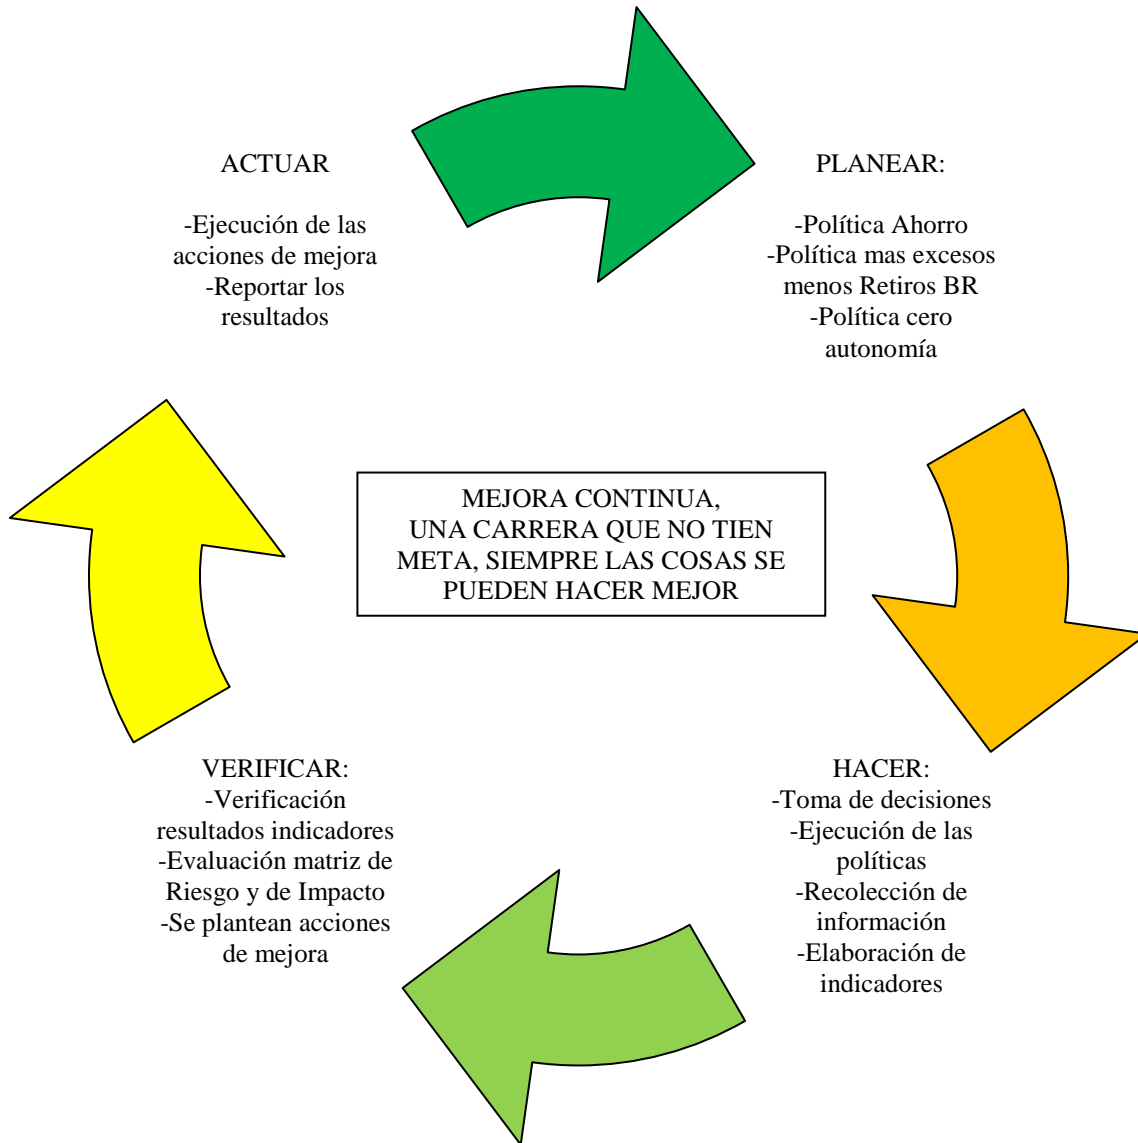 ACTUAR
-Ejecución de las
acciones de mejora
-Reportar los
resultados
PLANEAR:
-Política Ahorro
-Política mas excesos
menos Retiros BR
-Política cero
autonomía
MEJORA CONTINUA,
UNA CARRERA QUE NO TIEN
META, SIEMPRE LAS COSAS SE
PUEDEN HACER MEJOR
VERIFICAR:
-Verificación
resultados indicadores
-Evaluación matriz de
Riesgo y de Impacto
-Se plantean acciones
de mejora
HACER:
-Toma de decisiones
-Ejecución de las
políticas
-Recolección de
información
-Elaboración de
indicadores